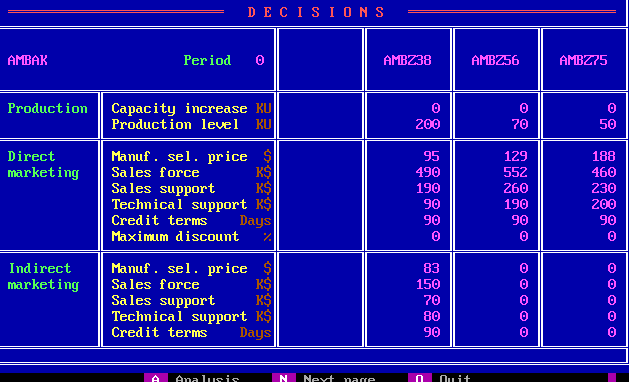 DECISIONS
AMBAK Period 0 AMBZ38 AMBZ56 AMBZ75
Production Capacity increase KU 0 0 0
Production level KU 200 70 50
Direct Manuf. sel. price $ 95 129 188
marketing Sales force K$ 490 552 460
Sales support K$ 190 260 230
Technical support K$ 90 190 200
Credit terms Days 90 90 90
Maximum discount % 0 0 0
Indirect Manuf. sel. price $ 83 0 0
marketing Sales force K$ 150 0 0
Sales support K$ 70 0 0
Technical support K$ 80 0 0
Credit terms Days 90 0 0
A Analysis N Next page Q Quit